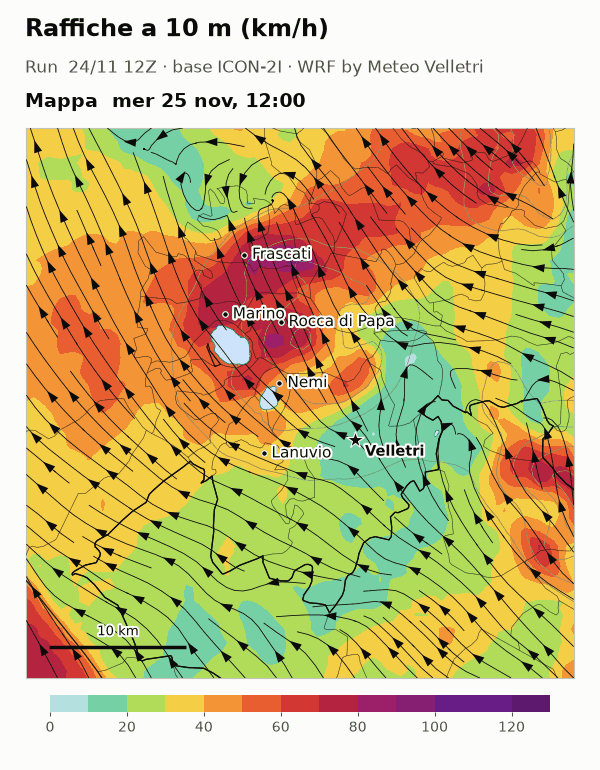 Raffiche a 10 m (km/h)
Run  24/11 12Z · base ICON-2I · WRF by Meteo Velletri
Mappa  mer 25 nov, 12:00
Frascati
Marino
Rocca di Papa
Nemi
Velletri
Lanuvio
10 km
0 20 40 60 80 100 120